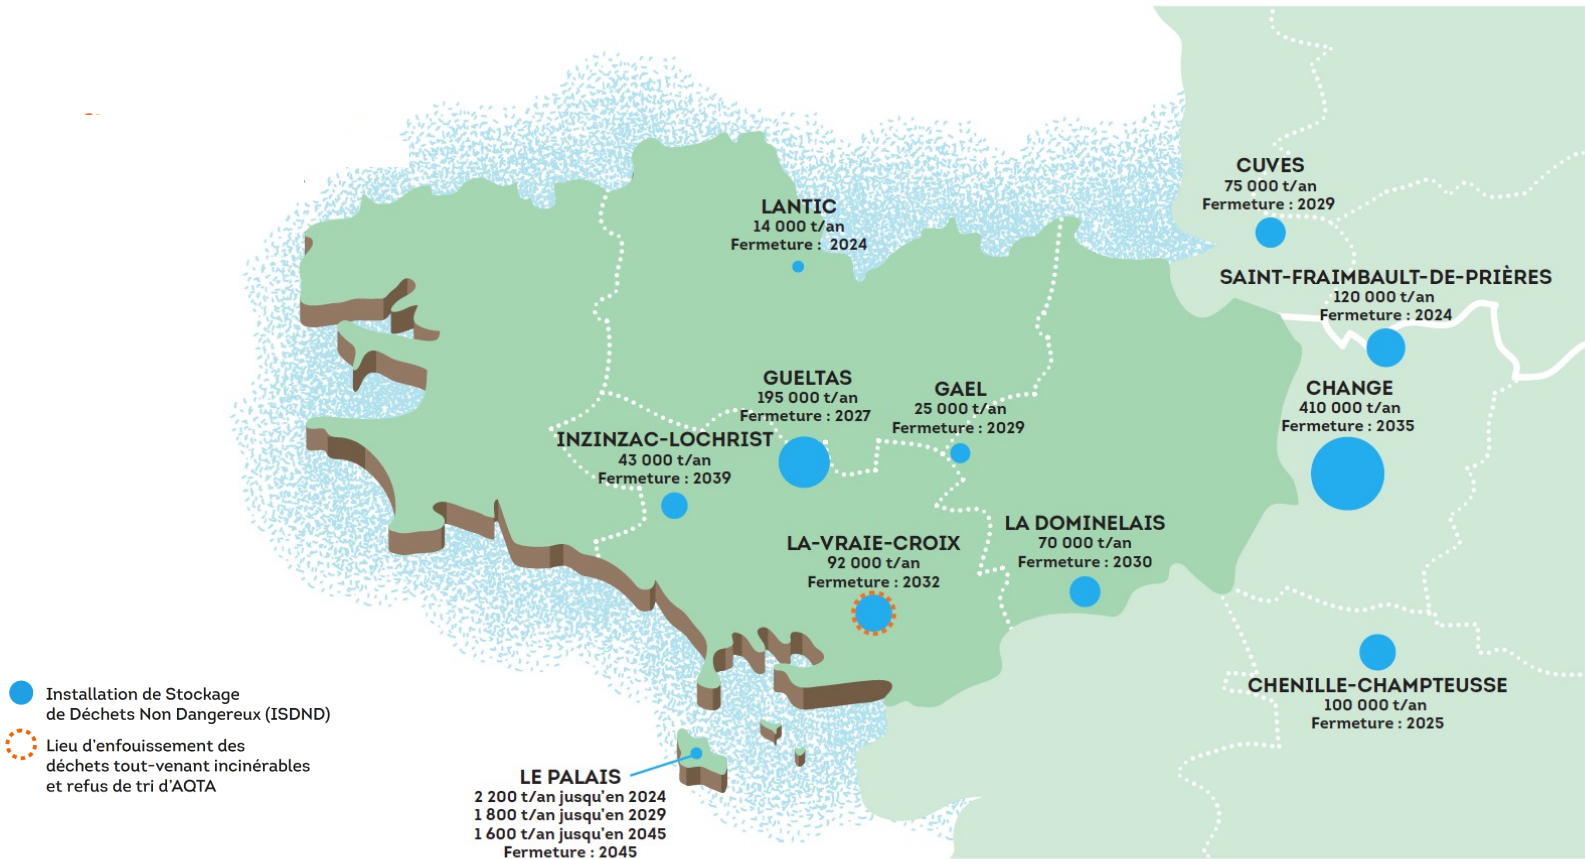 CUVES
75 000 t/an
Fermeture : 2029
LANTIC
14 000 t/an
Fermeture : 2024
SAINT-FRAIMBAULT-DE-PRIÈRES
120 000 t/an
Fermeture : 2024
GUELTAS
195 000 t/an
Fermeture : 2027
GAEL
25 000 t/an
Fermeture : 2029
CHANGE
410 000 t/an
Fermeture : 2035
INZINZAC-LOCHRIST
43 000 t/an
Fermeture : 2039
LA DOMINELAIS
70 000 t/an
Fermeture : 2030
LA-VRAIE-CROIX
92 000 t/an
Fermeture : 2032
CHENILLE-CHAMPTEUSSE
100 000 t/an
Fermeture : 2025
Installation de Stockage
de Déchets Non Dangereux (ISDND)
Lieu d'enfouissement des
déchets tout-venant incinérables
et refus de tri d'AQTA
LE PALAIS
2 200 t/an jusqu'en 2024
1 800 t/an jusqu'en 2029
1 600 t/an jusqu'en 2045
Fermeture : 2045